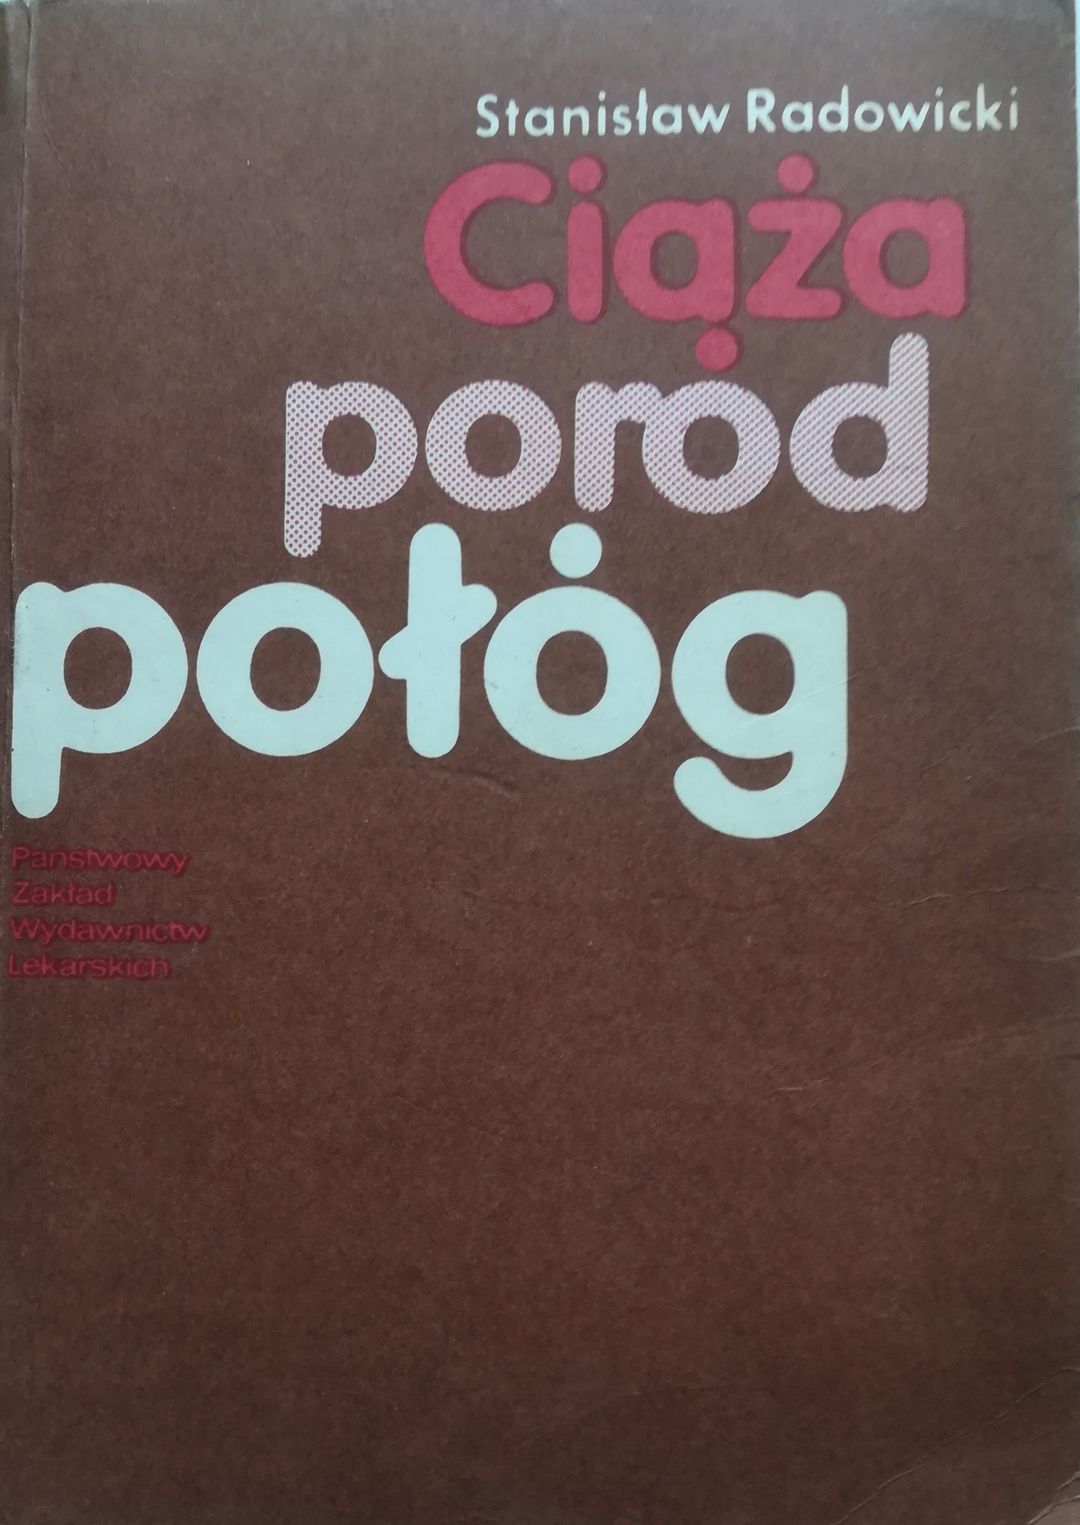 Stanisław Radowicki
Ciąża
poród
połóg
Państwowy
Zakład
Wydawnictw
Lekarskich